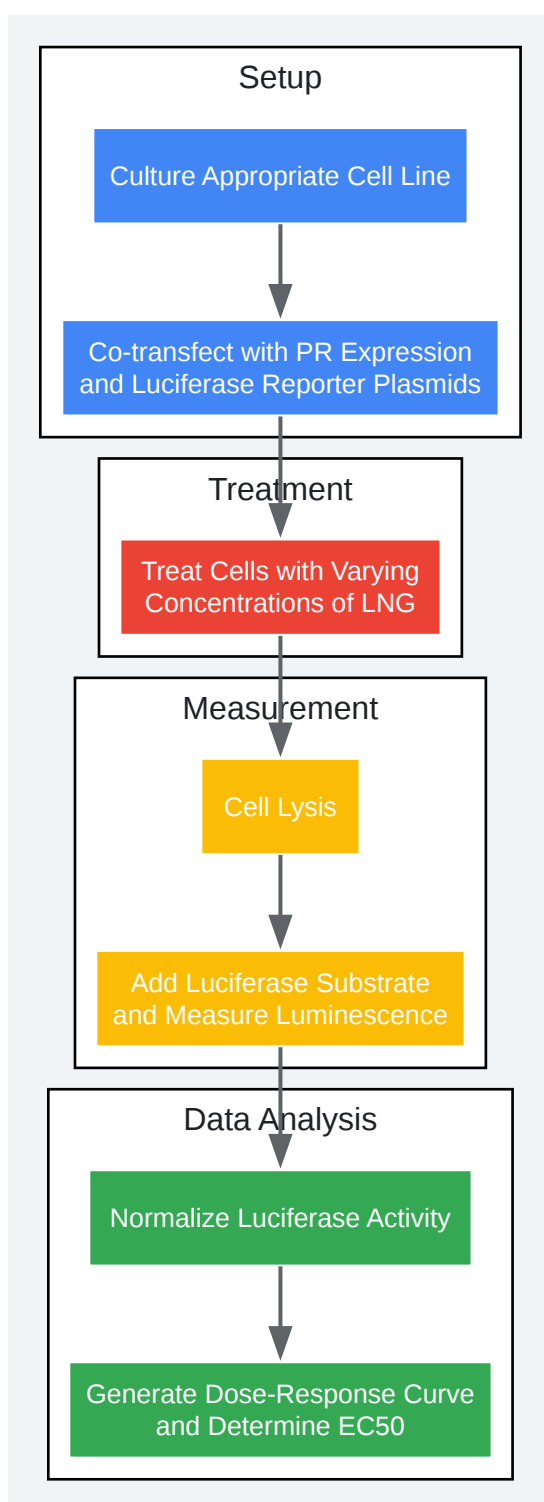 Setup
Culture Appropriate Cell Line
Co-transfect with PR Expression
and Luciferase Reporter Plasmids
Treatment
Treat Cells with Varying
Concentrations of LNG
Measurement
Cell Lysis
Add Luciferase Substrate
and Measure Luminescence
Data Analysis
Normalize Luciferase Activity
Generate Dose-Response Curve
and Determine EC50